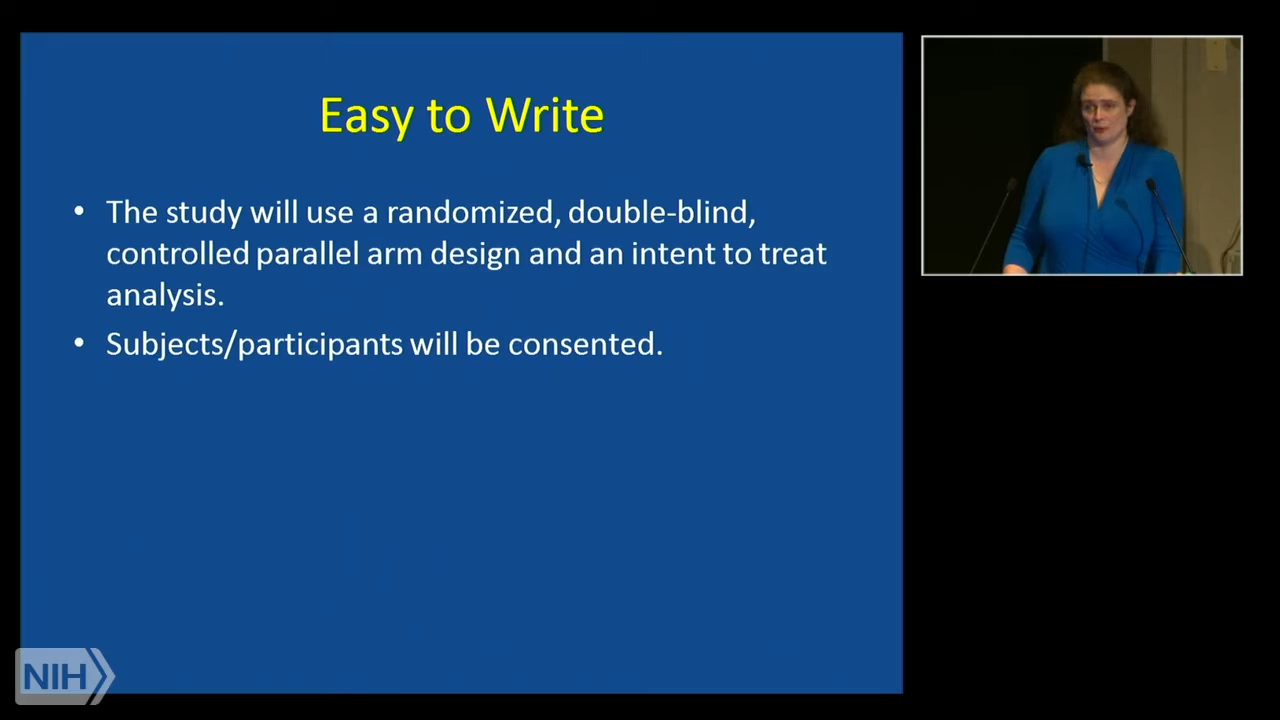 Easy to Write
• The study will use a randomized, double-blind,
controlled parallel arm design and an intent to treat
analysis.
• Subjects/participants will be consented.
NIH